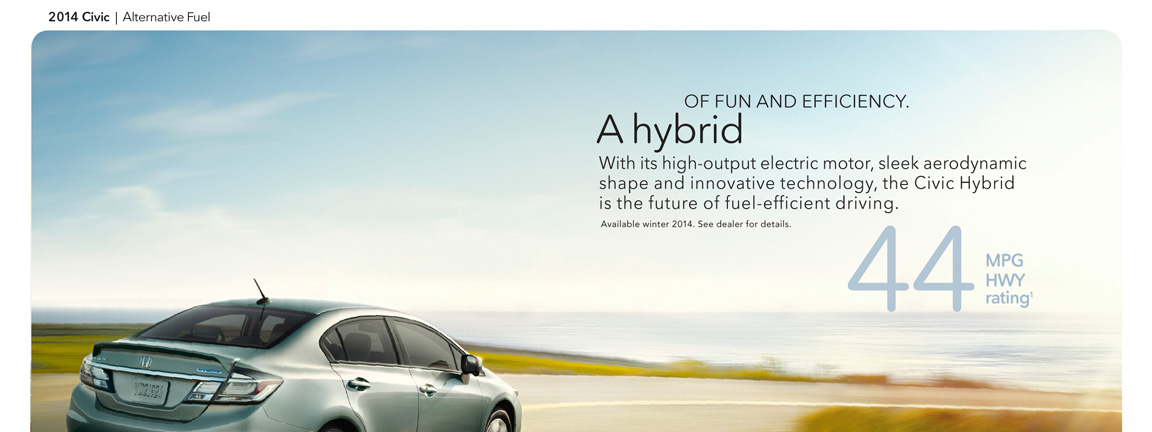 2014 Civic | Alternative Fuel
OF FUN AND EFFICIENCY.
A hybrid
With its high-output electric motor, sleek aerodynamic
shape and innovative technology, the Civic Hybrid
is the future of fuel-efficient driving.
Available winter 2014. See dealer for details.
44 MPG
HWY
rating¹